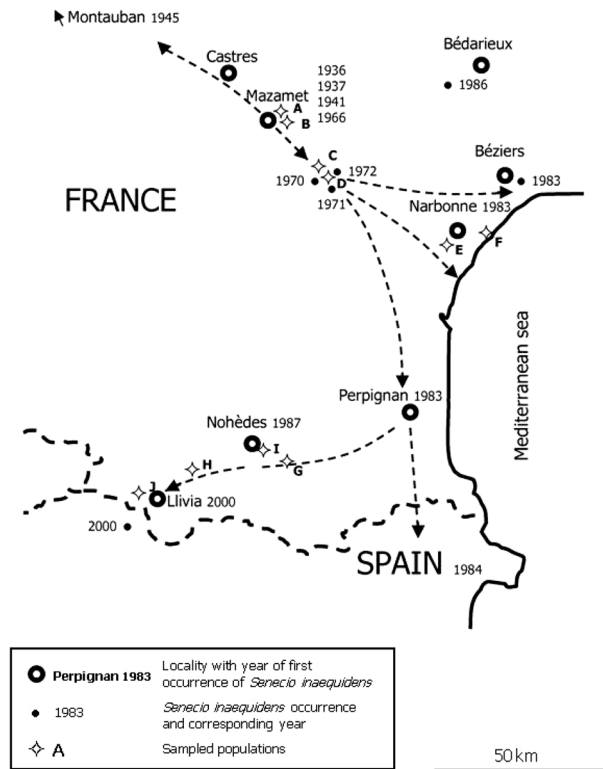 Montauban 1945
Castres
Bédarieux
1936
1937
1941
1966
Mazamet
A
B
1986
C
1972
1970
D
1971
Béziers
1983
FRANCE
Narbonne 1983
E
F
Mediterranean sea
Perpignan 1983
Nohèdes 1987
I
H
G
J
Llivia 2000
2000
SPAIN 1984
Perpignan 1983
Locality with year of first
occurrence of Senecio inaequidens
1983
Senecio inaequidens occurrence
and corresponding year
A
Sampled populations
50 km